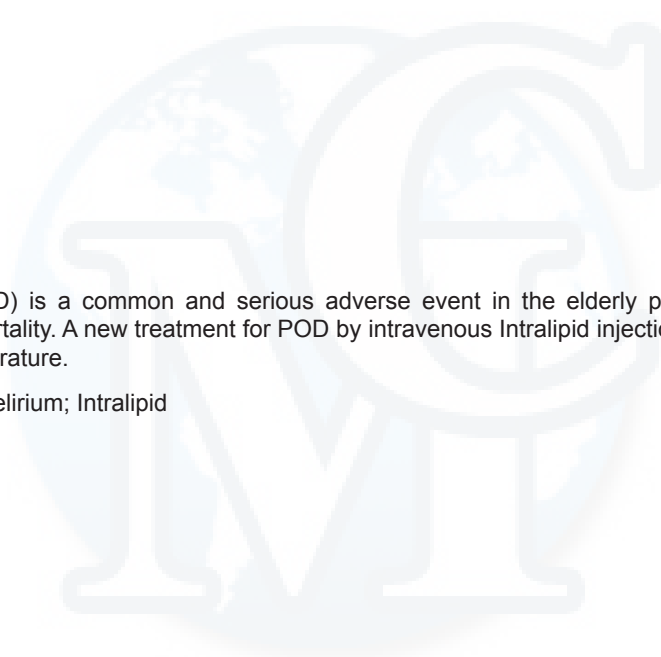 D) is a common and serious adverse event in the elderly p
rtality. A new treatment for POD by intravenous Intralipid injectio
rature.
elirium; Intralipid